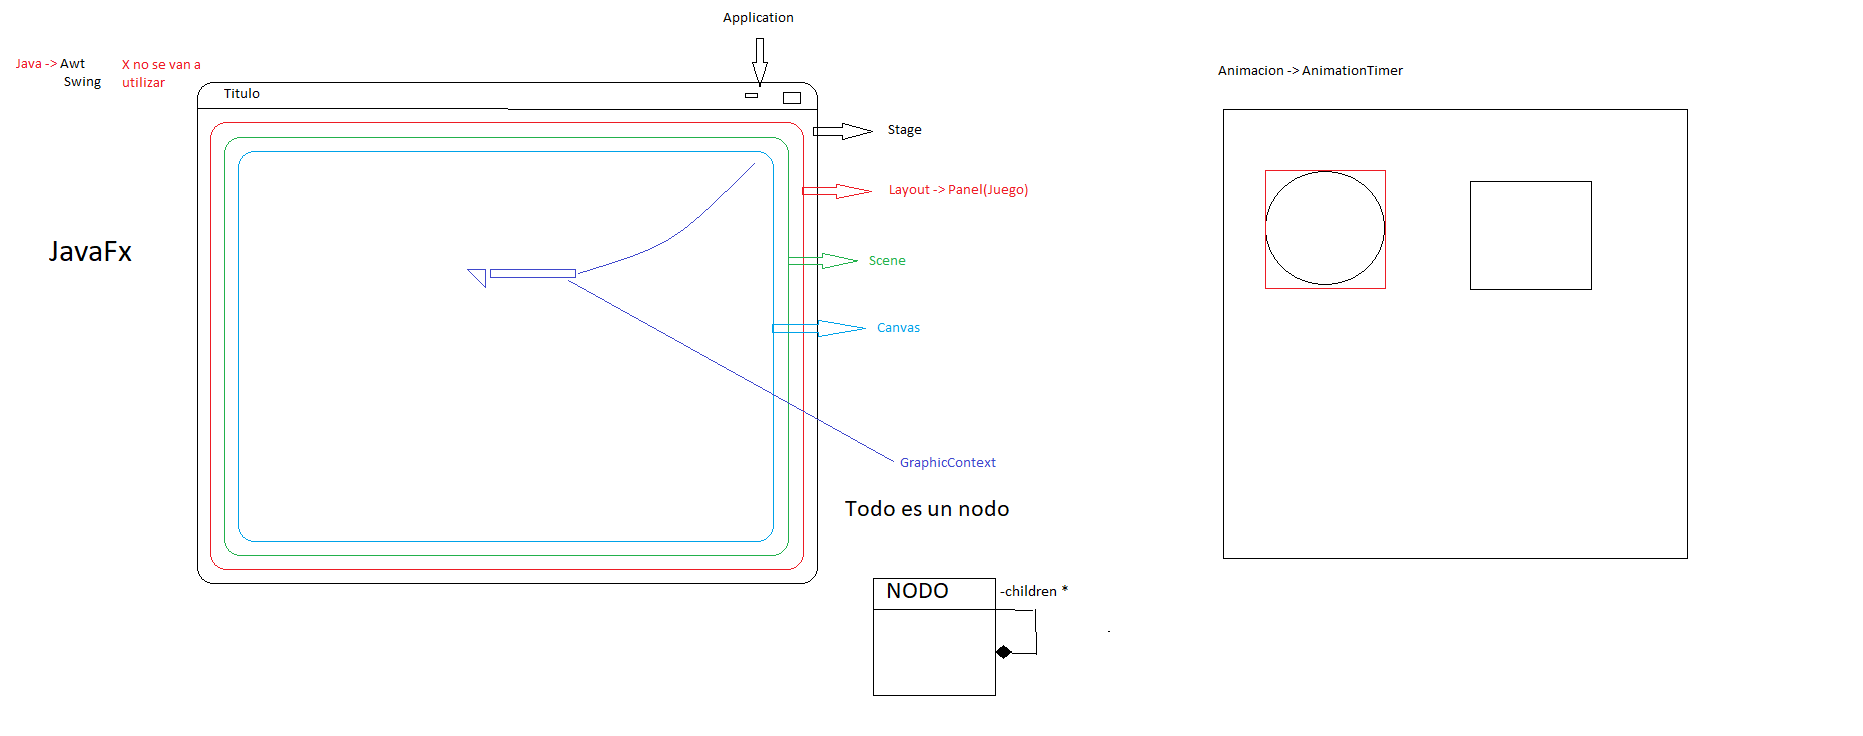 Application
Java -> Awt
Swing
X no se van a
utilizar
Titulo
Stage
Layout -> Panel(Juego)
JavaFx
Scene
Canvas
GraphicContext
Todo es un nodo
NODO
-children *
Animacion -> AnimationTimer